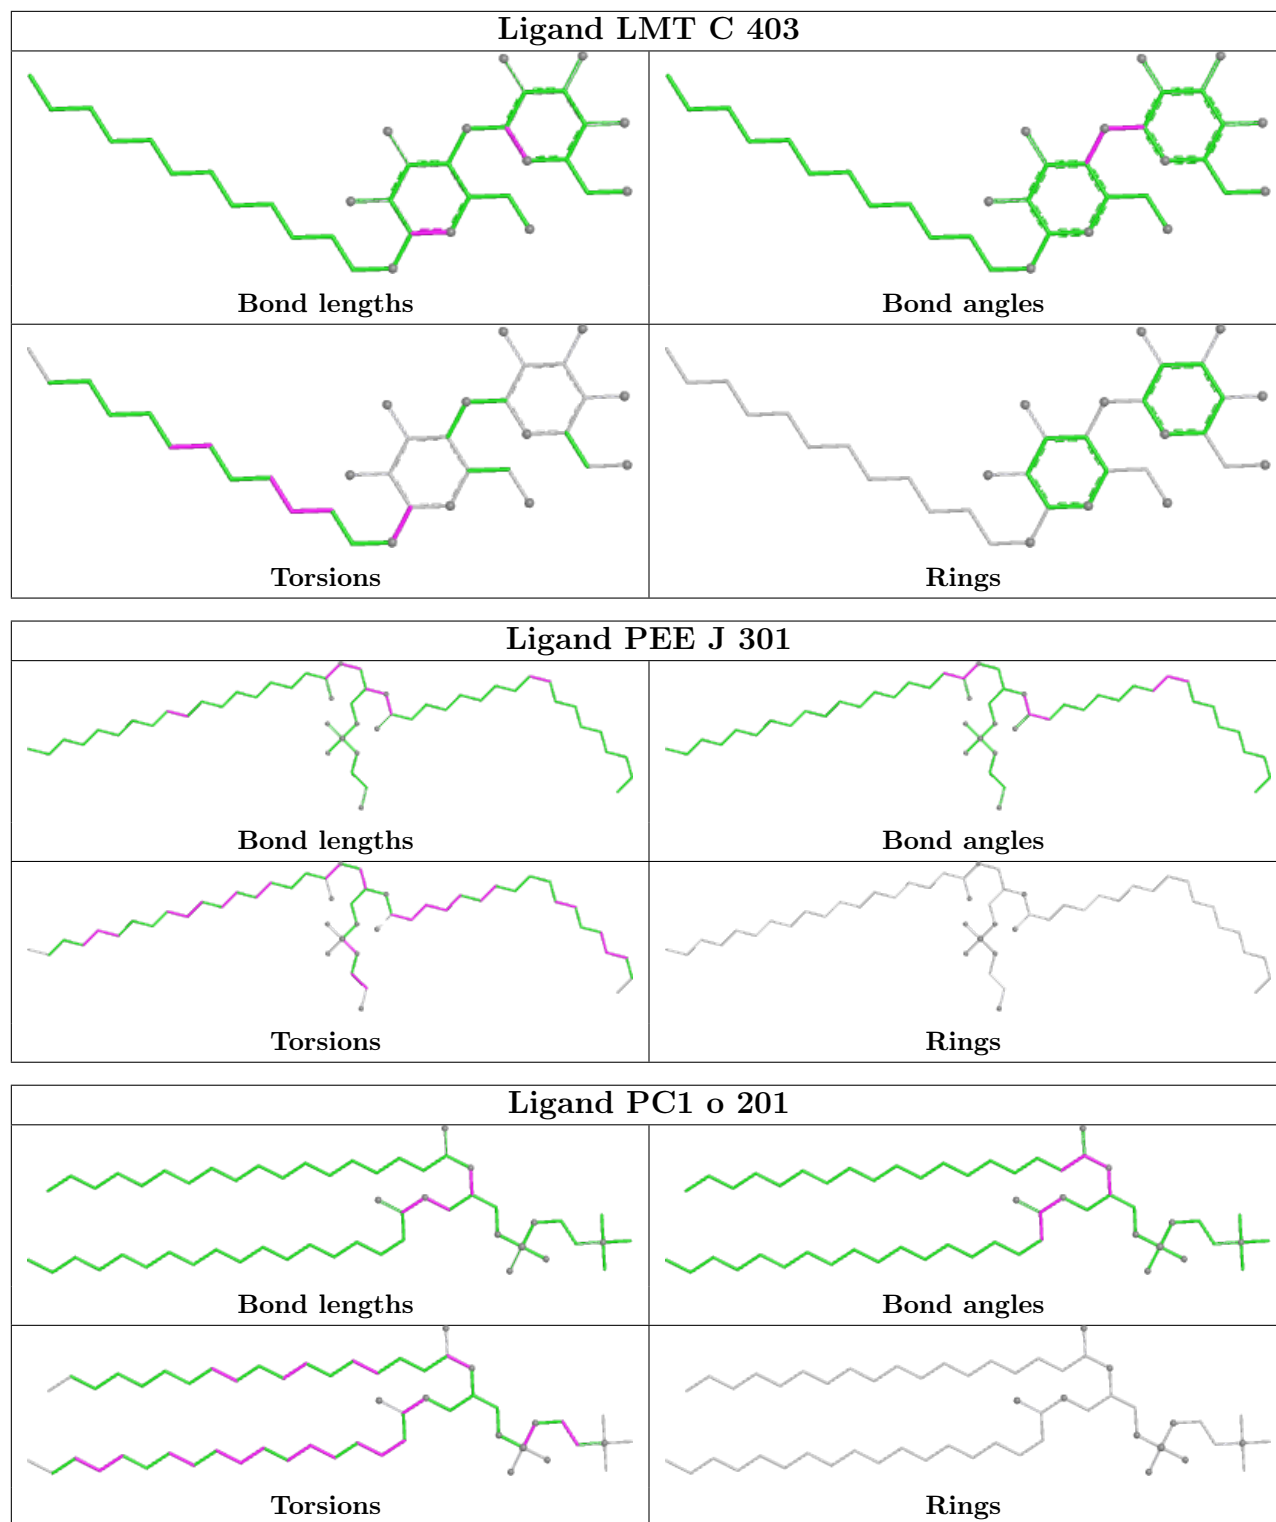 Ligand LMT C 403
Bond lengths
Bond angles
Torsions
Rings
Ligand PEE J 301
Bond lengths
Bond angles
Torsions
Rings
Ligand PC1 o 201
Bond lengths
Bond angles
Torsions
Rings